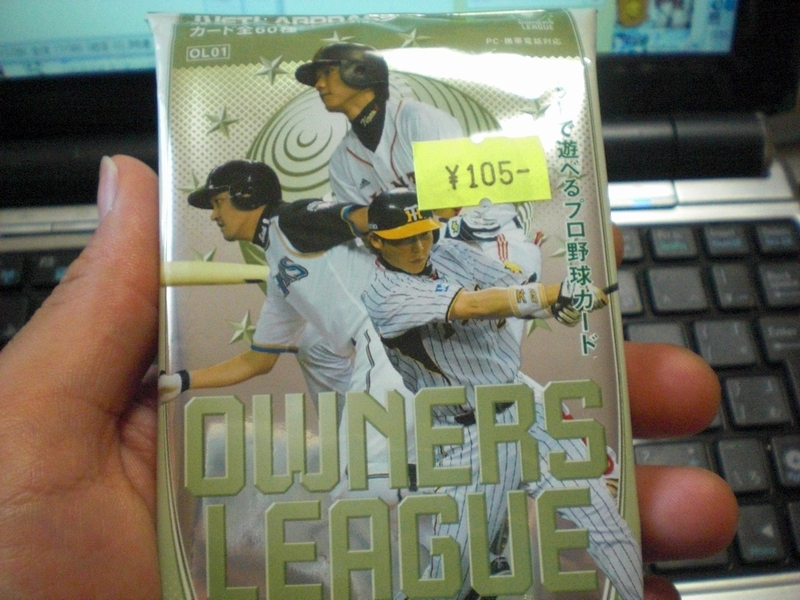 カード全60種
OL01
PC・携帯電話対応
¥105-
で遊べるプロ野球カード
OWNERS
LEAGUE